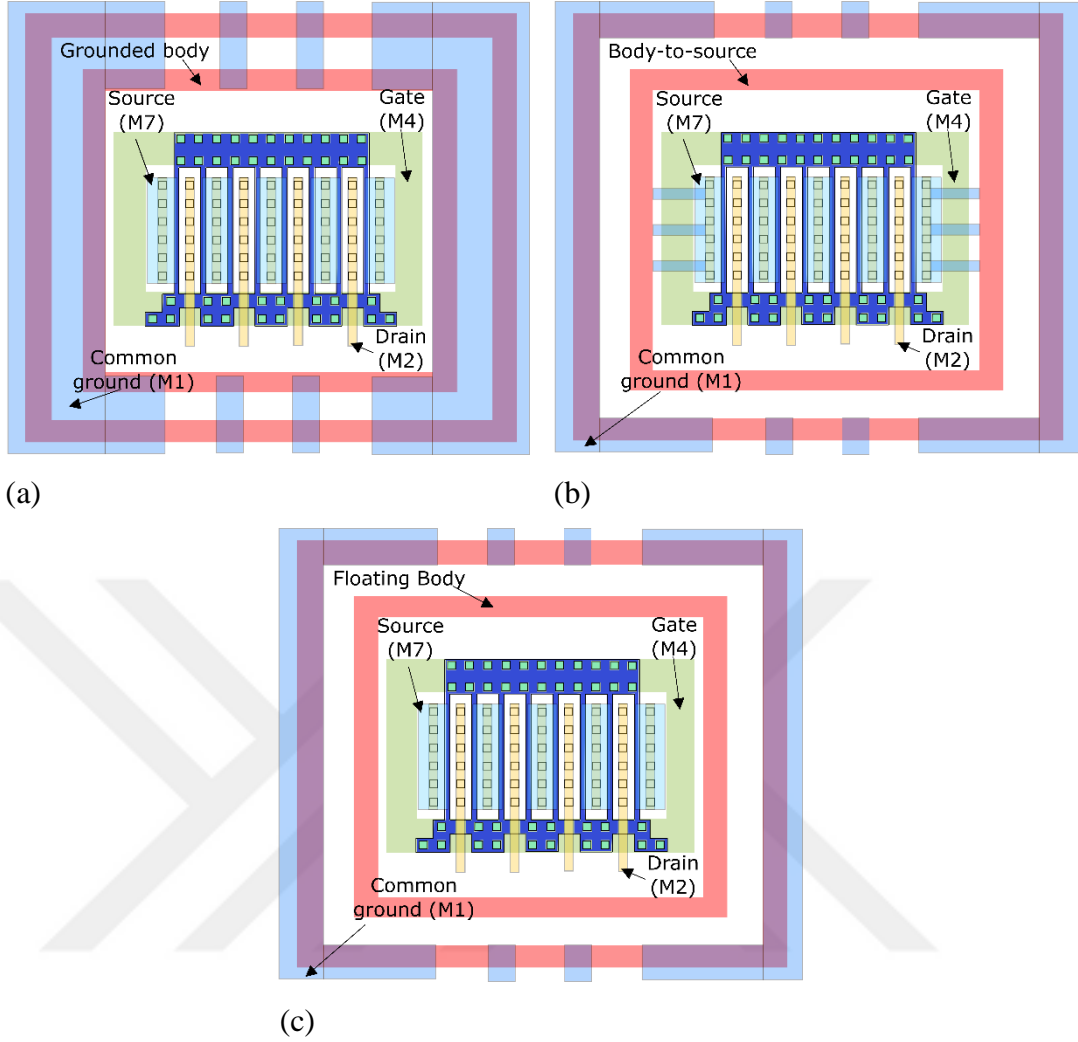 Grounded body
Source
(M7)
Gate
(M4)
Drain
(M2)
Common
ground (M1)
(a)
Body-to-source
Source
(M7)
Gate
(M4)
Drain
(M2)
Common
ground (M1)
(b)
Floating Body
Source
(M7)
Gate
(M4)
Drain
(M2)
Common
ground (M1)
(c)